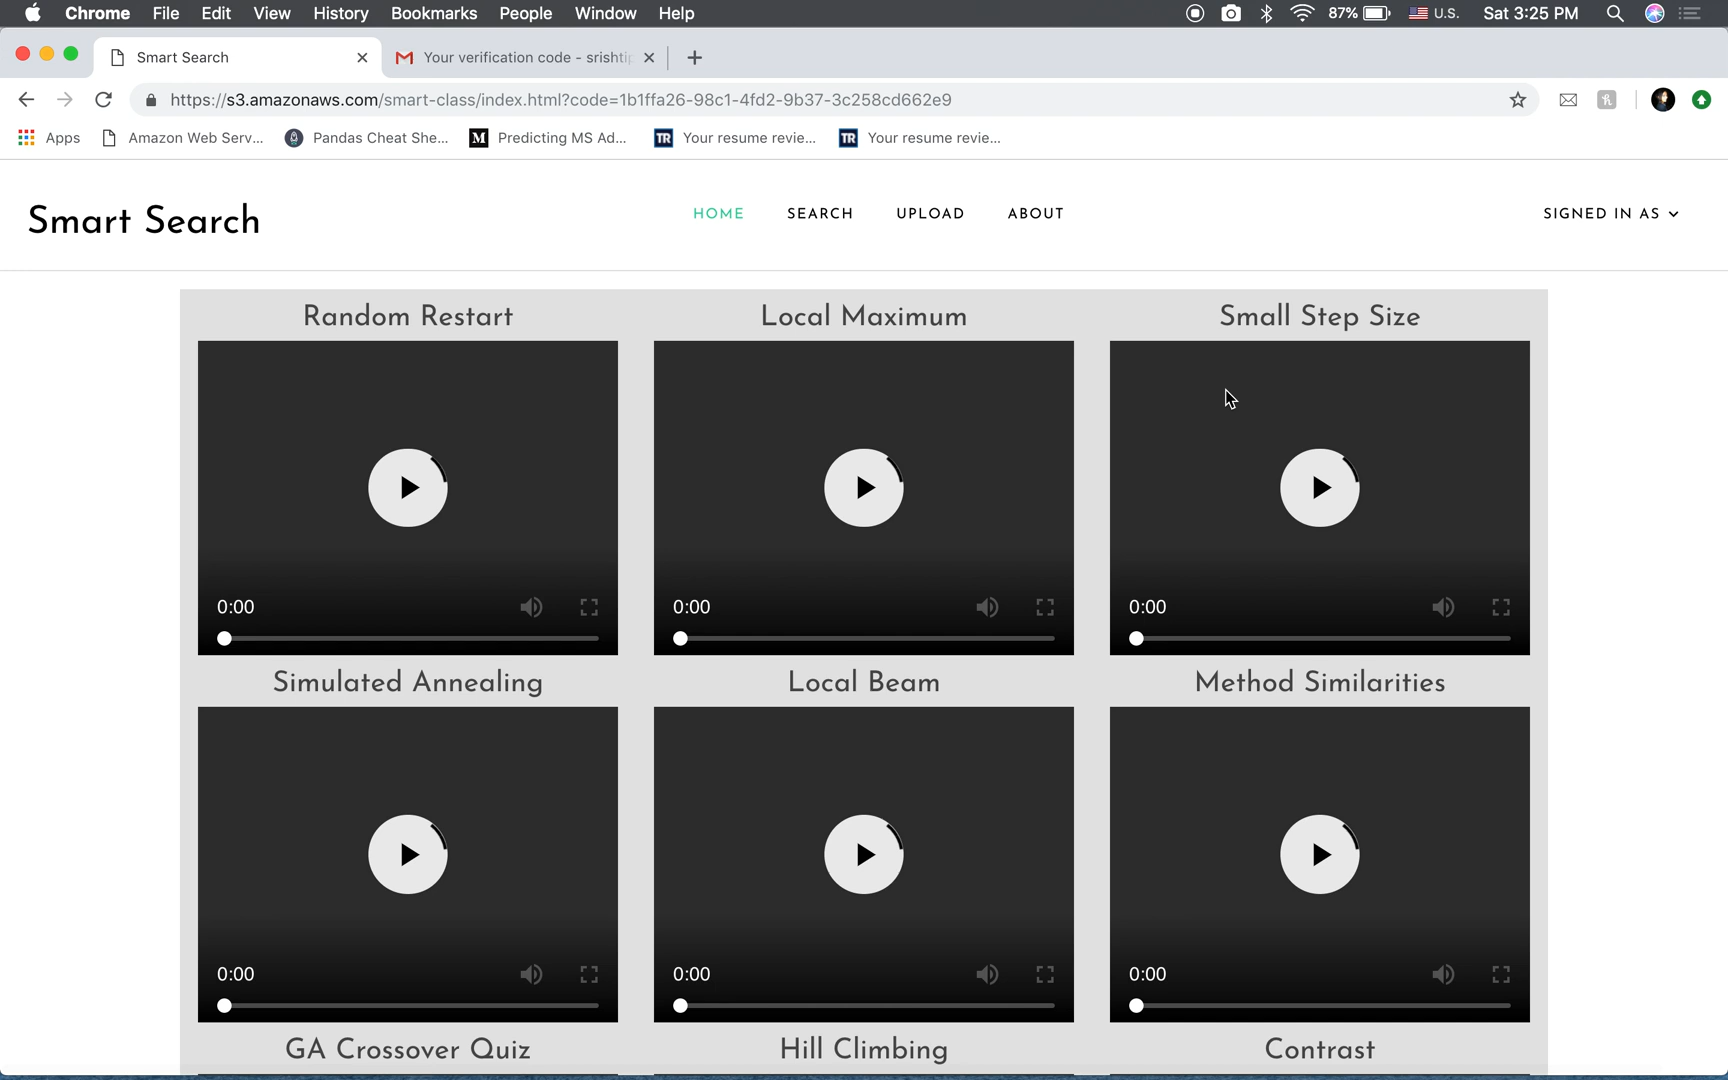 Chrome File Edit View History Bookmarks People Window Help 87% U.S. Sat 3:25 PM
Smart Search Your verification code - srishti
https://s3.amazonaws.com/smart-class/index.html?code=1b1ffa26-98c1-4fd2-9b37-3c258cd662e9
Apps Amazon Web Serv... Pandas Cheat She... M Predicting MS Ad... TR Your resume revie... TR Your resume revie...
Smart Search HOME SEARCH UPLOAD ABOUT SIGNED IN AS
Random Restart Local Maximum Small Step Size
0:00 0:00 0:00
Simulated Annealing Local Beam Method Similarities
0:00 0:00 0:00
GA Crossover Quiz Hill Climbing Contrast